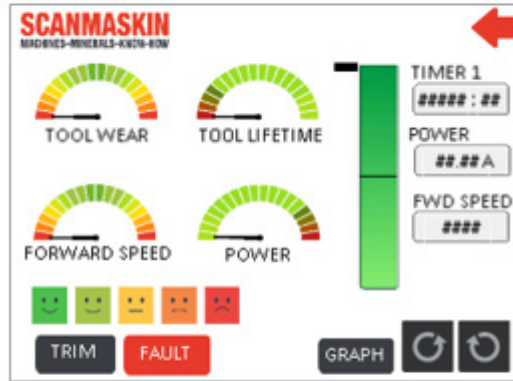 SCANMASKIN
MACHINES-MINERALS-KNOW-HOW
TOOL WEAR
TOOL LIFETIME
TIMER 1
#####:##
POWER
##.##A
FWD SPEED
####
FORWARD SPEED
POWER
TRIM
FAULT
GRAPH